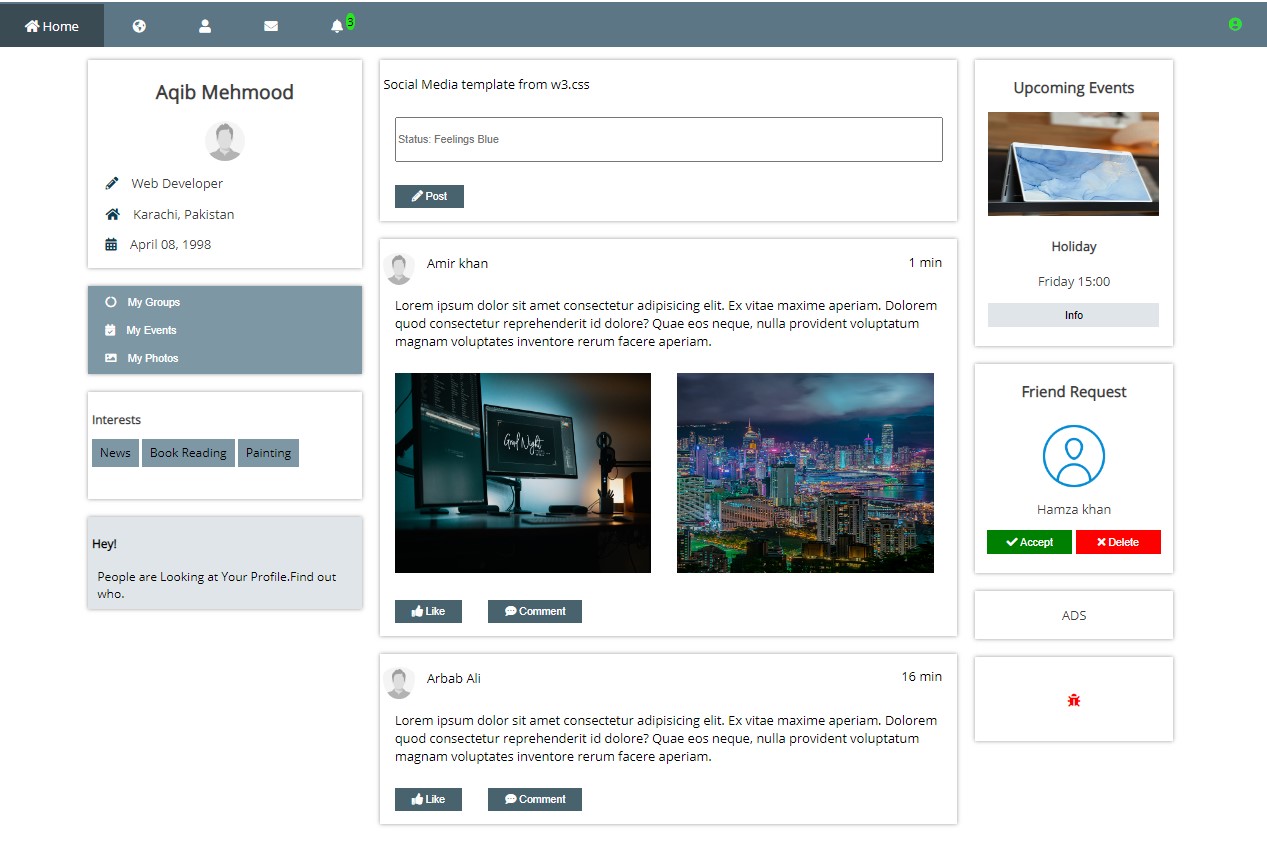 Home
3
Aqib Mehmood
Web Developer
Karachi, Pakistan
April 08, 1998
My Groups
My Events
My Photos
Interests
News Book Reading Painting
Hey!
People are Looking at Your Profile.Find out
who.
Social Media template from w3.css
Status: Feelings Blue
Post
Amir khan 1 min
Lorem ipsum dolor sit amet consectetur adipisicing elit. Ex vitae maxime aperiam. Dolorem
quod consectetur reprehenderit id dolore? Quae eos neque, nulla provident voluptatum
magnam voluptates inventore rerum facere aperiam.
Good Night
Like Comment
Arbab Ali 16 min
Lorem ipsum dolor sit amet consectetur adipisicing elit. Ex vitae maxime aperiam. Dolorem
quod consectetur reprehenderit id dolore? Quae eos neque, nulla provident voluptatum
magnam voluptates inventore rerum facere aperiam.
Like Comment
Upcoming Events
Holiday
Friday 15:00
Info
Friend Request
Hamza khan
Accept Delete
ADS